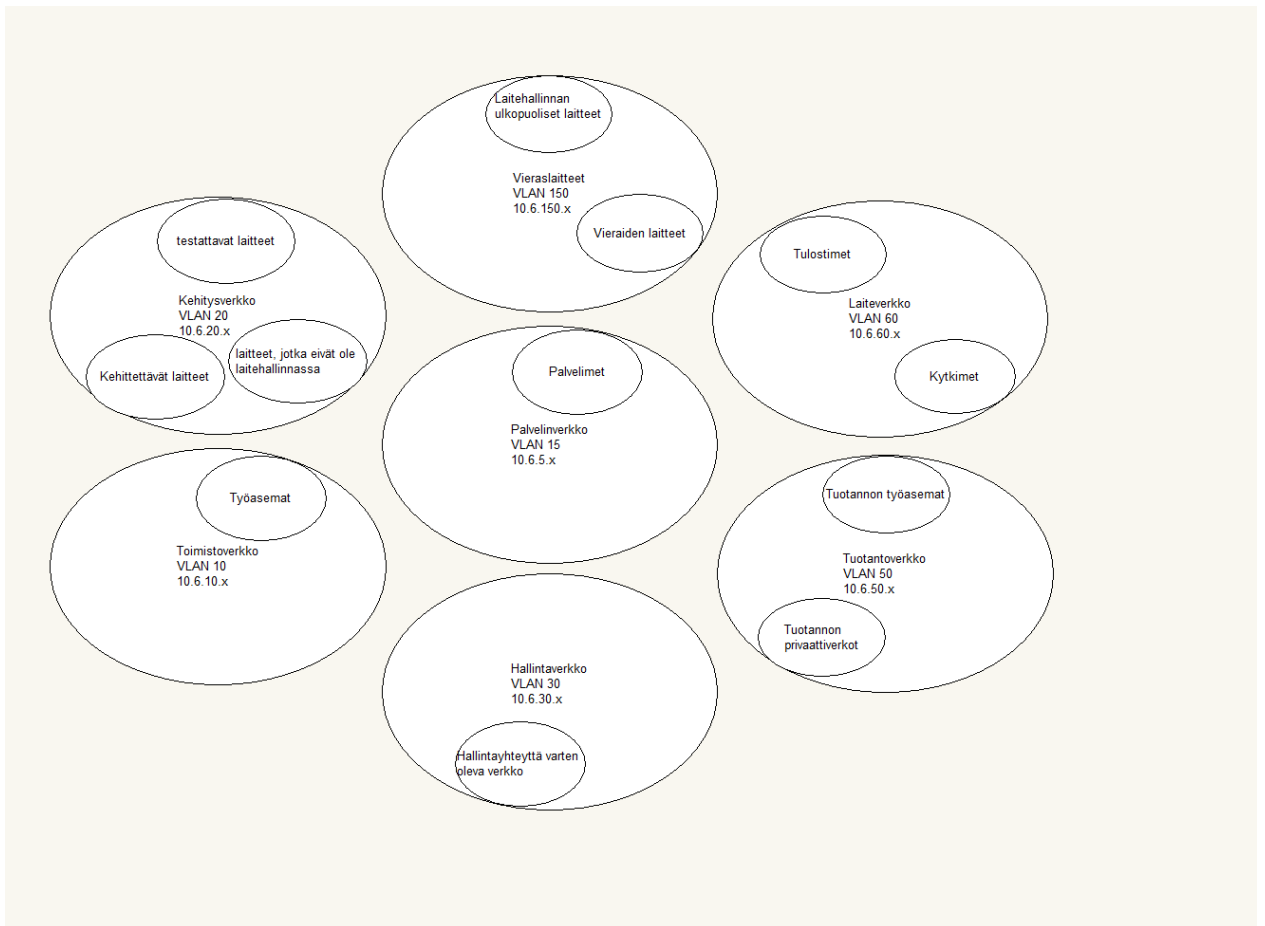 Laitehallinnan
ulkopuoliset laitteet
Vieraslaitteet
VLAN 150
10.6.150.x
Vieraiden laitteet
testattavat laitteet
Kehitysverkko
VLAN 20
10.6.20.x
laitteet, jotka eivät ole
laitehallinnassa
Kehittettävät laitteet
Tulostimet
Laiteverkko
VLAN 60
10.6.60.x
Kytkimet
Palvelimet
Palvelinverkko
VLAN 15
10.6.5.x
Työasemat
Toimistoverkko
VLAN 10
10.6.10.x
Tuotannon työasemat
Tuotantoverkko
VLAN 50
10.6.50.x
Tuotannon
privaattiverkot
Hallintaverkko
VLAN 30
10.6.30.x
Hallintayhteyttä varten
oleva verkko